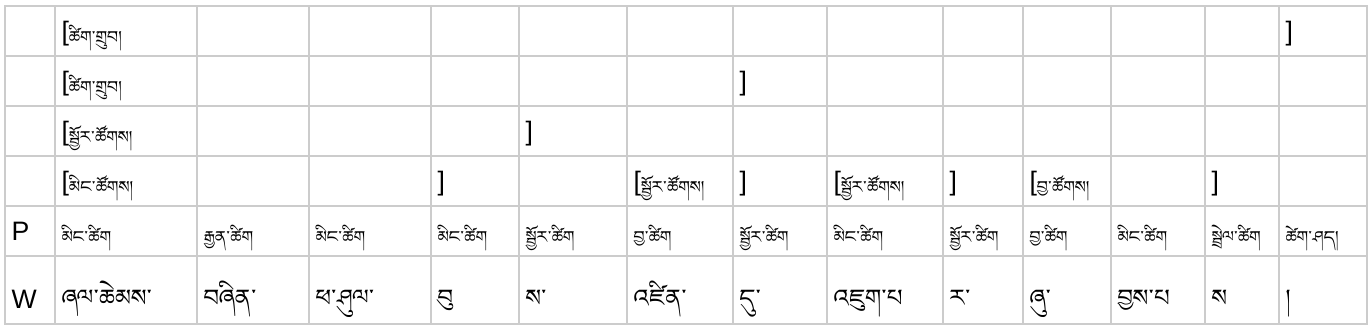 [ཚིག་གྲུབ། ]
[ཚིག་གྲུབ། ]
[སྦྱོར་ཚོགས། ]
[མིང་ཚོགས། ] [སྦྱོར་ཚོགས། ] [སྦྱོར་ཚོགས། ] [བྱ་ཚོགས། ]
P མིང་ཚིག རྒྱན་ཚིག མིང་ཚིག མིང་ཚིག སྦྱོར་ཚིག བྱ་ཚིག སྦྱོར་ཚིག མིང་ཚིག སྦྱོར་ཚིག བྱ་ཚིག མིང་ཚིག སྦྲེལ་ཚིག ཚེག་ཤད།
W ཞལ་ཆེམས་ བཞིན་ ཕ་ཤུལ་ བུ ས་ འཛིན་ དུ་ འཇུག་པ ར་ ཞུ་ བྱས་པ ས །